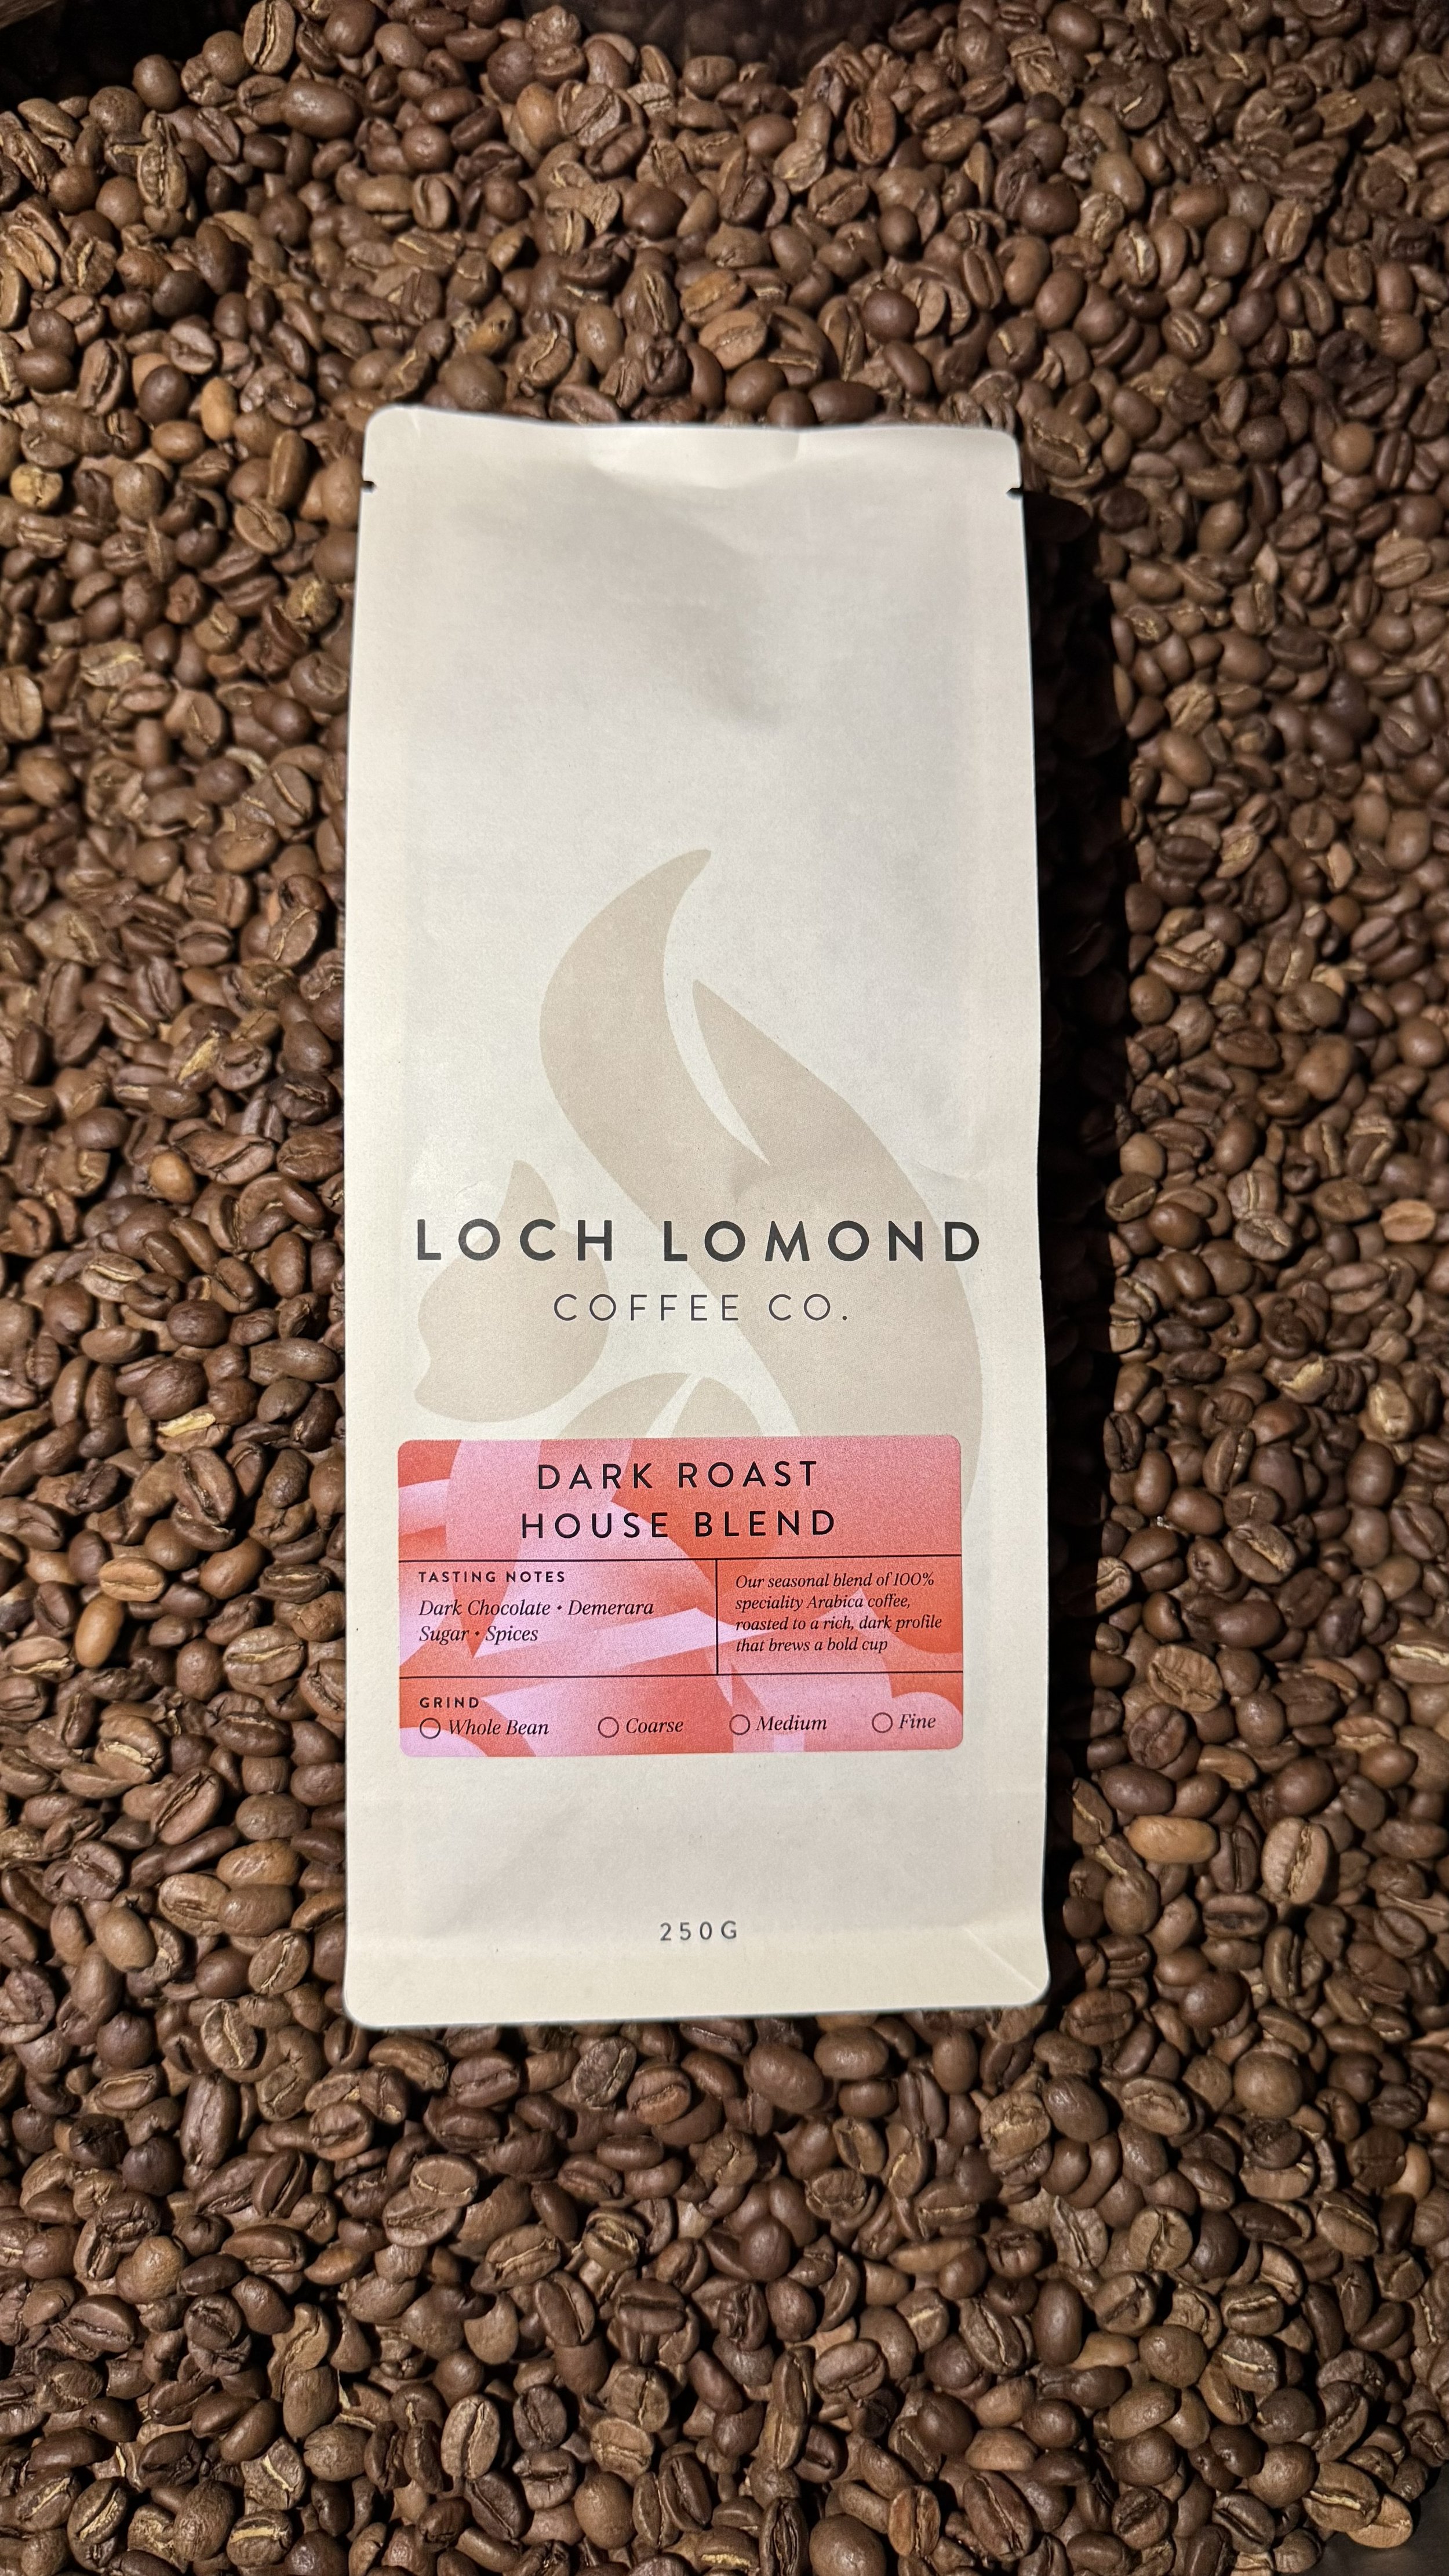 LOCH LOMOND
COFFEE CO.
DARK ROAST
HOUSE BLEND
TASTING NOTES
Dark Chocolate • Demerara
Sugar • Spices
Our seasonal blend of 100%
speciality Arabica coffee,
roasted to a rich, dark profile
that brews a bold cup
GRIND
Whole Bean Coarse Medium Fine
250G